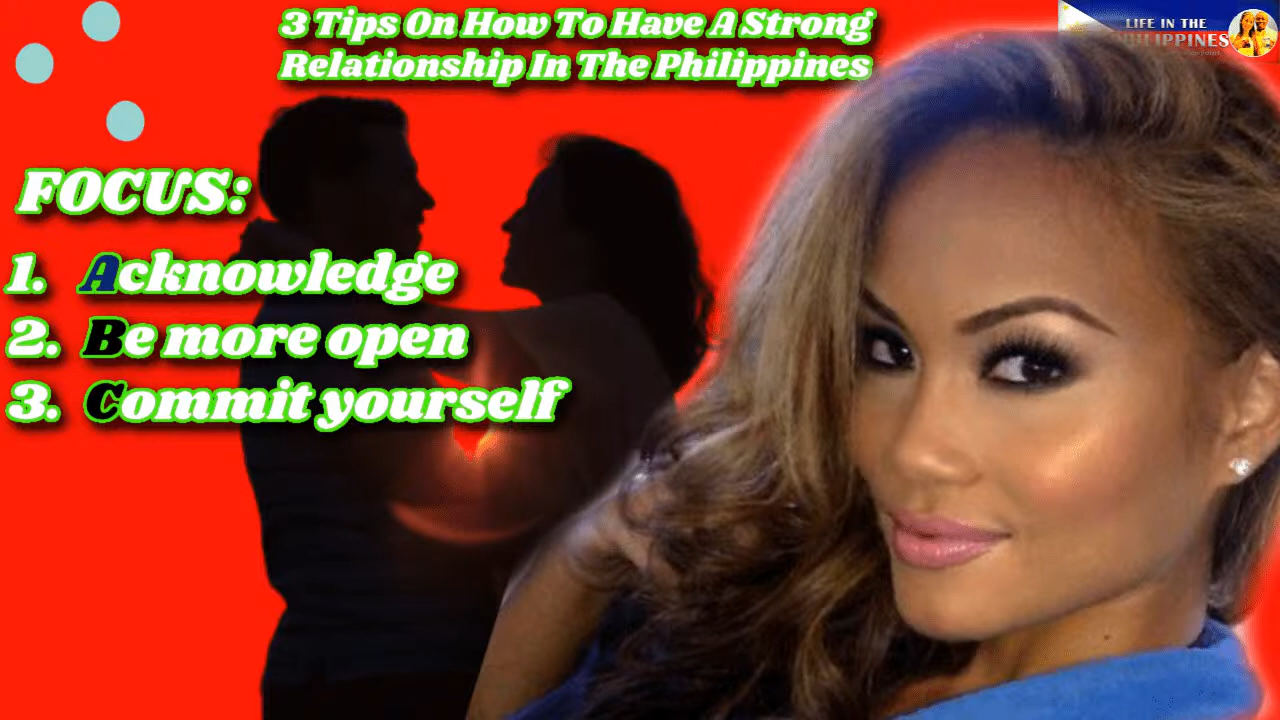 3 Tips On How To Have A Strong
Relationship In The Philippines
LIFE IN THE
PHILIPPINES
FOCUS:
1. Acknowledge
2. Be more open
3. Commit yourself